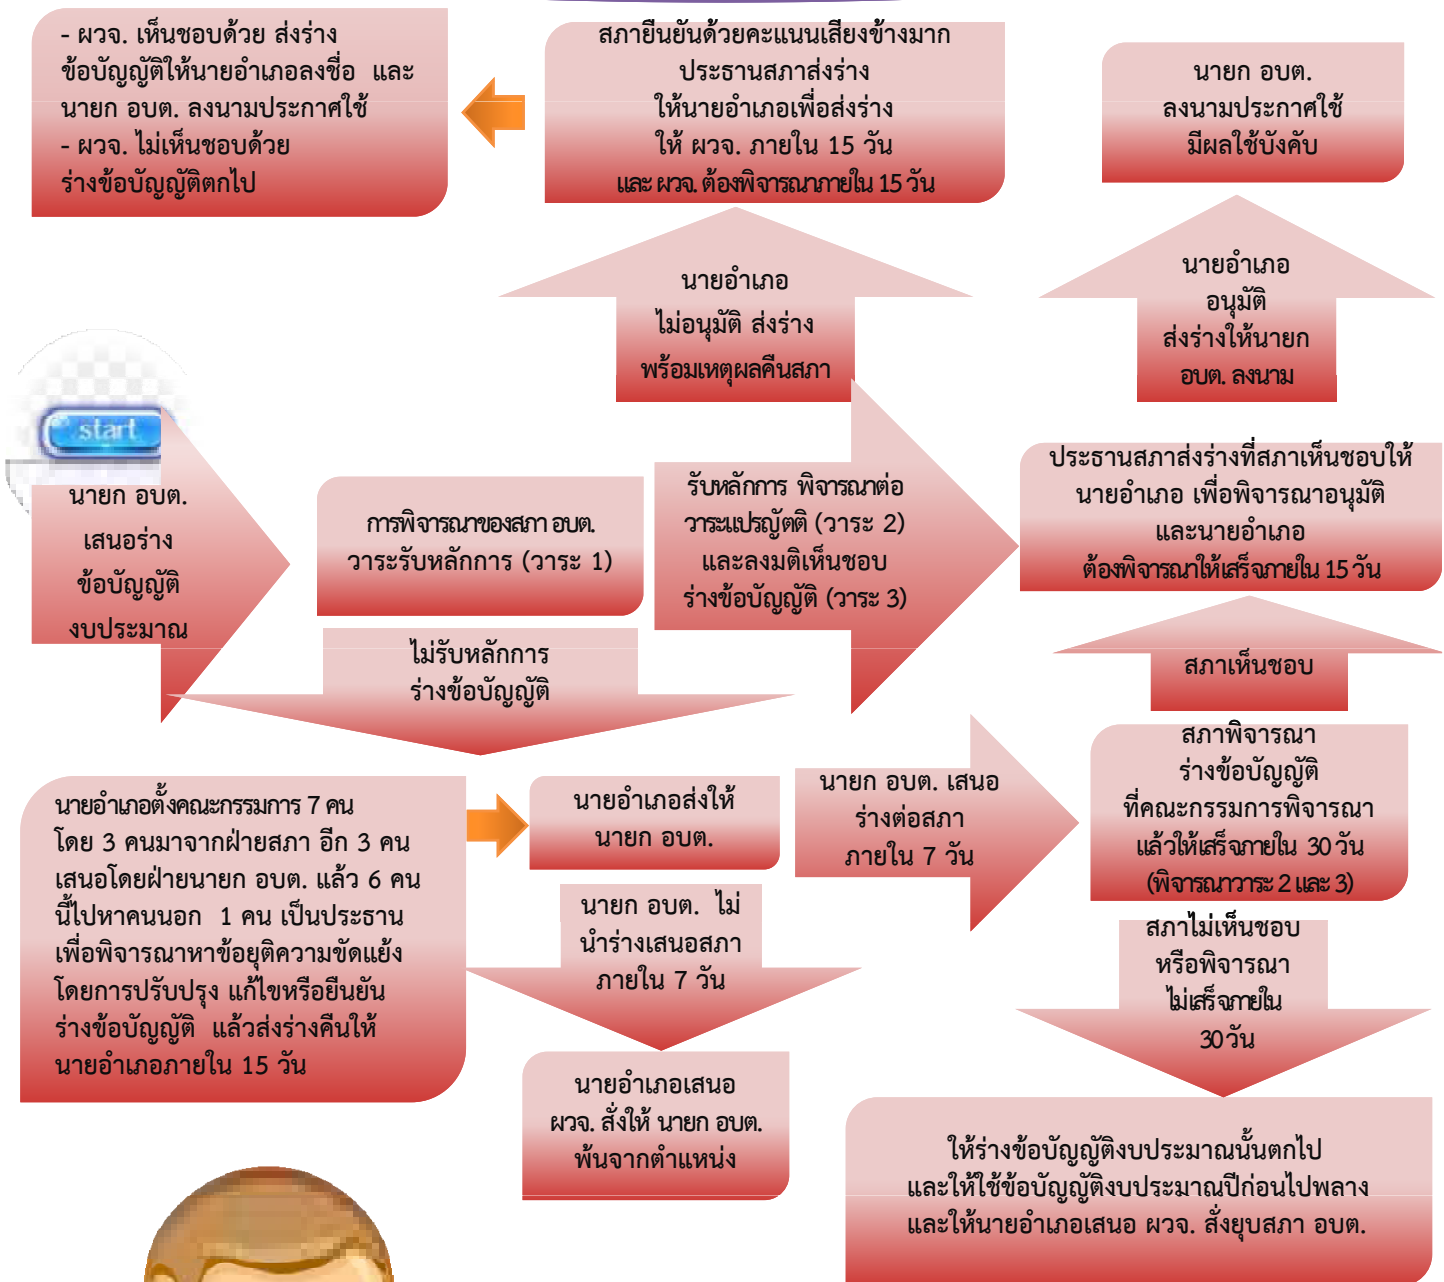 - ผวจ. เห็นชอบด้วย ส่งร่าง
ข้อบัญญัติให้นายอำเภอลงชื่อ และ
นายก อบต. ลงนามประกาศใช้
- ผวจ. ไม่เห็นชอบด้วย
ร่างข้อบัญญัติตกไป
สภายืนยันด้วยคะแนนเสียงข้างมาก
ประธานสภาส่งร่าง
ให้นายอำเภอเพื่อส่งร่าง
ให้ ผวจ. ภายใน 15 วัน
และ ผวจ. ต้องพิจารณาภายใน 15 วัน
นายก อบต.
ลงนามประกาศใช้
มีผลใช้บังคับ
นายอำเภอ
ไม่อนุมัติ ส่งร่าง
พร้อมเหตุผลคืนสภา
นายอำเภอ
อนุมัติ
ส่งร่างให้นายก
อบต. ลงนาม
start
นายก อบต.
เสนอร่าง
ข้อบัญญัติ
งบประมาณ
การพิจารณาของสภา อบต.
วาระรับหลักการ (วาระ 1)
รับหลักการ พิจารณาต่อ
วาระแปรญัตติ (วาระ 2)
และลงมติเห็นชอบ
ร่างข้อบัญญัติ (วาระ 3)
ประธานสภาส่งร่างที่สภาเห็นชอบให้
นายอำเภอ เพื่อพิจารณาอนุมัติ
และนายอำเภอ
ต้องพิจารณาให้เสร็จภายใน 15 วัน
ไม่รับหลักการ
ร่างข้อบัญญัติ
สภาเห็นชอบ
นายอำเภอตั้งคณะกรรมการ 7 คน
โดย 3 คนมาจากฝ่ายสภา อีก 3 คน
เสนอโดยฝ่ายนายก อบต. แล้ว 6 คน
นี้ไปหาคนนอก 1 คน เป็นประธาน
เพื่อพิจารณาหาข้อยุติความขัดแย้ง
โดยการปรับปรุง แก้ไขหรือยืนยัน
ร่างข้อบัญญัติ แล้วส่งร่างคืนให้
นายอำเภอภายใน 15 วัน
นายอำเภอส่งให้
นายก อบต.
นายก อบต. เสนอ
ร่างต่อสภา
ภายใน 7 วัน
สภาพิจารณา
ร่างข้อบัญญัติ
ที่คณะกรรมการพิจารณา
แล้วให้เสร็จภายใน 30 วัน
(พิจารณาวาระ 2 และ 3)
นายก อบต. ไม่
นำร่างเสนอสภา
ภายใน 7 วัน
สภาไม่เห็นชอบ
หรือพิจารณา
ไม่เสร็จภายใน
30 วัน
นายอำเภอเสนอ
ผวจ. สั่งให้ นายก อบต.
พ้นจากตำแหน่ง
ให้ร่างข้อบัญญัติงบประมาณนั้นตกไป
และให้ใช้ข้อบัญญัติงบประมาณปีก่อนไปพลาง
และให้นายอำเภอเสนอ ผวจ. สั่งยุบสภา อบต.